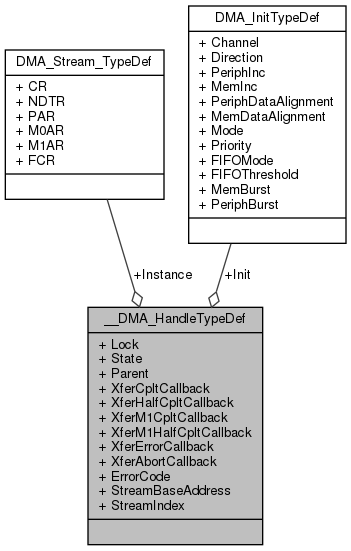 DMA_Stream_TypeDef
+ CR
+ NDTR
+ PAR
+ M0AR
+ M1AR
+ FCR
DMA_InitTypeDef
+ Channel
+ Direction
+ PeriphInc
+ MemInc
+ PeriphDataAlignment
+ MemDataAlignment
+ Mode
+ Priority
+ FIFOMode
+ FIFOThreshold
+ MemBurst
+ PeriphBurst
+Instance
+Init
__DMA_HandleTypeDef
+ Lock
+ State
+ Parent
+ XferCpltCallback
+ XferHalfCpltCallback
+ XferM1CpltCallback
+ XferM1HalfCpltCallback
+ XferErrorCallback
+ XferAbortCallback
+ ErrorCode
+ StreamBaseAddress
+ StreamIndex